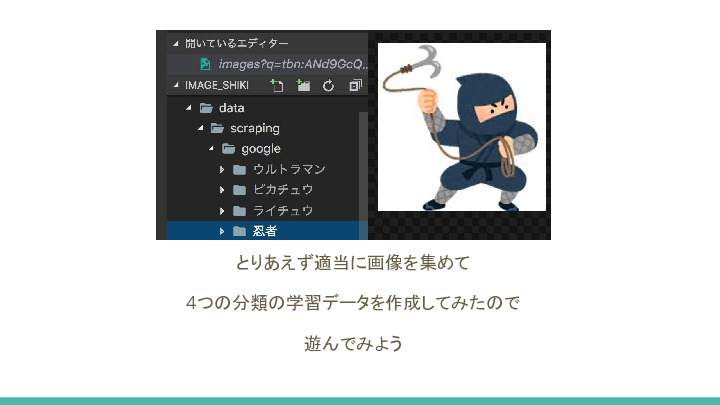 開いているエディター
images?q=tbn:ANd9GcQ..
IMAGE_SHIKI
data
scraping
google
ウルトラマン
ピカチュウ
ライチュウ
忍者
とりあえず適当に画像を集めて
4つの分類の学習データを作成してみたので
遊んでみよう